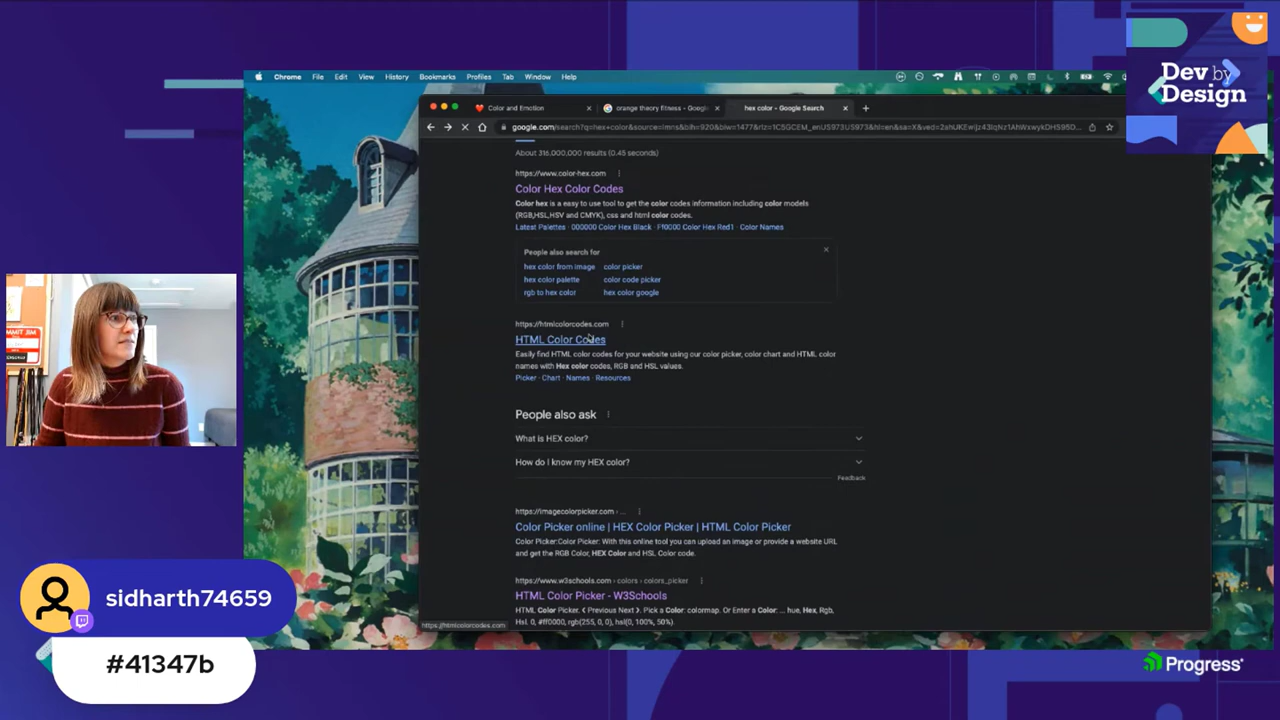 Dev by
Design
Chrome File Edit View History Bookmarks Profiles Tab Window Help
Color and Emotion
orange theory fitness - Googl
hex color - Google Search
About 316,000,000 results (0.45 seconds)
https://www.color-hex.com
Color Hex Color Codes
Color hex is a easy to use tool to get the color codes information including color models
(RGB,HSL,HSV and CMYK), css and html color codes.
Latest Palettes · 000000 Color Hex Black · Ff0000 Color Hex Red1 · Color Names
People also search for
hex color from image color picker
hex color palette color code picker
rgb to hex color hex color google
https://htmlcolorcodes.com
HTML Color Codes
Easily find HTML color codes for your website using our color picker, color chart and HTML color
names with Hex color codes, RGB and HSL values.
Picker · Chart · Names · Resources
People also ask
What is HEX color?
How do I know my HEX color?
Feedback
https://imagecolorpicker.com › ...
Color Picker online | HEX Color Picker | HTML Color Picker
Color Picker:Color Picker: With this online tool you can upload an image or provide a website URL
and get the RGB Color, HEX Color and HSL Color code.
https://www.w3schools.com › colors › colors_picker
HTML Color Picker - W3Schools
HTML Color Picker. ❮ Previous Next ❯. Pick a Color: colormap. Or Enter a Color: ... hue, Hex, Rgb,
Hsl. 0, #ff0000, rgb(255, 0, 0), hsl(0, 100%, 50%).
https://htmlcolorcodes.com
sidharth74659
#41347b
Progress